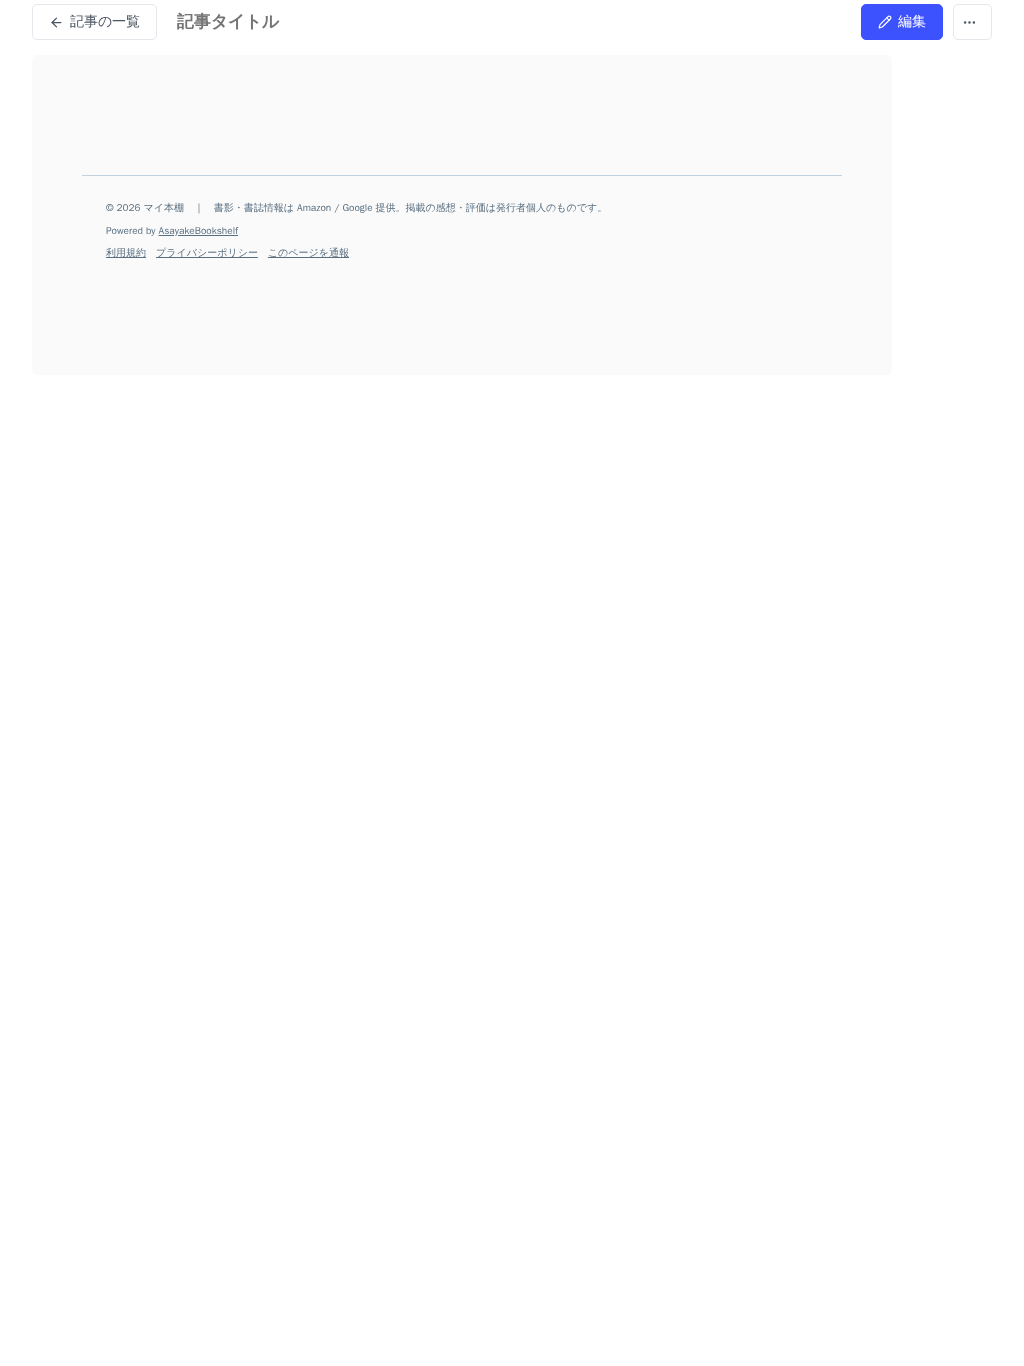 記事の一覧
記事タイトル
編集
© 2026 マイ本棚　|　書影・書誌情報は Amazon / Google 提供。掲載の感想・評価は発行者個人のものです。
Powered by AsayakeBookshelf
利用規約　プライバシーポリシー　このページを通報